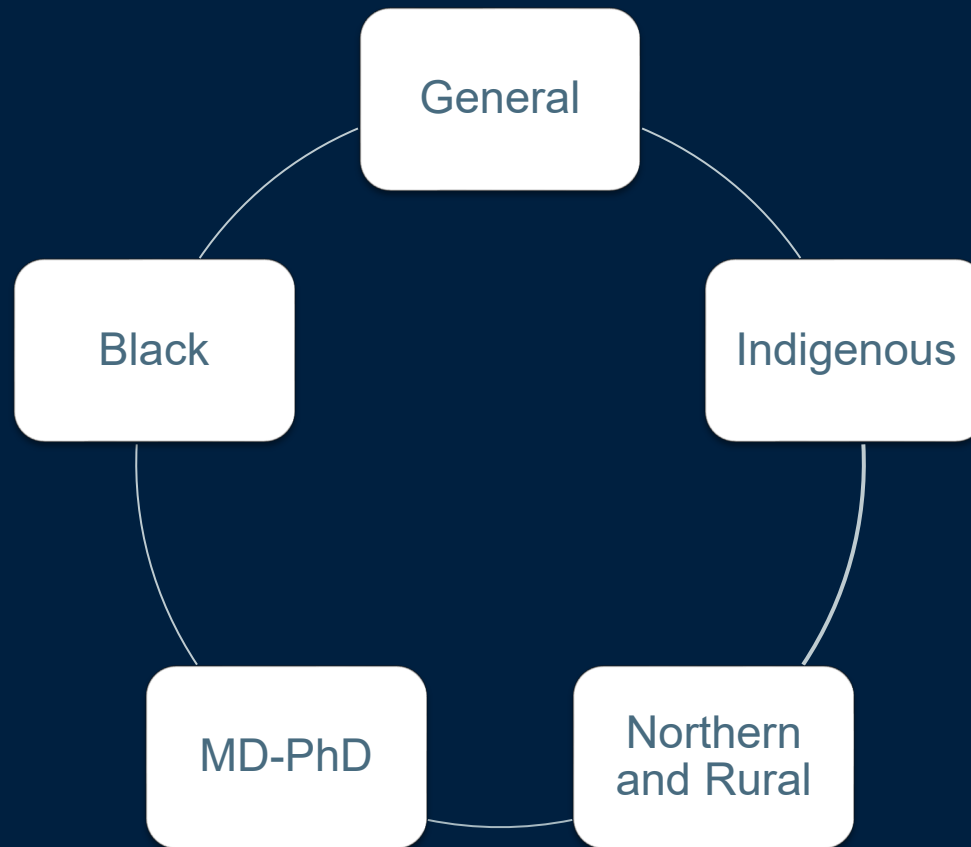 General
Black
Indigenous
MD-PhD
Northern
and Rural